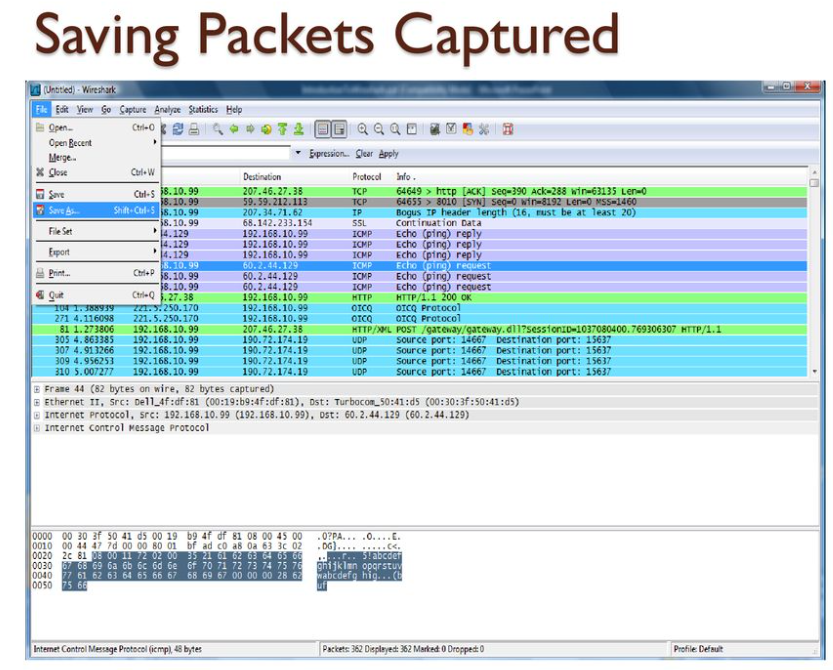 Saving Packets Captured
(Untitled) - Wireshark
File Edit View Go Capture Analyze Statistics Help
Open... Ctrl+O
Open Recent
Merge...
Close Ctrl+W
Save Ctrl+S
Save As... Shift+Ctrl+S
File Set
Export
Print... Ctrl+P
Quit Ctrl+Q
Expression... Clear Apply
Destination Protocol Info .
58.10.99 207.46.27.38 TCP 64649 > http [ACK] Seq=390 Ack=288 Win=63135 Len=0
58.10.99 59.59.212.113 TCP 64655 > 8010 [SYN] Seq=0 Win=8192 Len=0 MSS=1460
58.10.99 207.34.71.62 IP Bogus IP header length (16, must be at least 20)
58.10.99 68.142.233.154 SSL Continuation Data
4.129 192.168.10.99 ICMP Echo (ping) reply
4.129 192.168.10.99 ICMP Echo (ping) reply
4.129 192.168.10.99 ICMP Echo (ping) reply
58.10.99 60.2.44.129 ICMP Echo (ping) request
58.10.99 60.2.44.129 ICMP Echo (ping) request
58.10.99 60.2.44.129 ICMP Echo (ping) request
.27.38 192.168.10.99 HTTP HTTP/1.1 200 OK
104 1.388939 221.5.250.170 192.168.10.99 OICQ OICQ Protocol
271 4.116098 221.5.250.170 192.168.10.99 OICQ OICQ Protocol
81 1.273806 192.168.10.99 207.46.27.38 HTTP/XML POST /gateway/gateway.dll?SessionID=1037080400.769306307 HTTP/1.1
305 4.863385 192.168.10.99 190.72.174.19 UDP Source port: 14667 Destination port: 15637
307 4.913266 192.168.10.99 190.72.174.19 UDP Source port: 14667 Destination port: 15637
309 4.956253 192.168.10.99 190.72.174.19 UDP Source port: 14667 Destination port: 15637
310 5.007277 192.168.10.99 190.72.174.19 UDP Source port: 14667 Destination port: 15637
Frame 44 (82 bytes on wire, 82 bytes captured)
Ethernet II, Src: Dell_4f:df:81 (00:19:b9:4f:df:81), Dst: Turbocom_50:41:d5 (00:30:3f:50:41:d5)
Internet Protocol, Src: 192.168.10.99 (192.168.10.99), Dst: 60.2.44.129 (60.2.44.129)
Internet Control Message Protocol
0000 00 30 3f 50 41 d5 00 19 b9 4f df 81 08 00 45 00 .0?PA... .O....E.
0010 00 44 47 7d 00 00 80 01 bf ad c0 a8 0a 63 3c 02 .DG}.... .....c<.
0020 2c 81 08 00 11 72 02 00 35 21 61 62 63 64 65 66 ,....r.. 5!abcdef
0030 67 68 69 6a 6b 6c 6d 6e 6f 70 71 72 73 74 75 76 ghijklmn opqrstuv
0040 77 61 62 63 64 65 66 67 68 69 67 00 00 00 28 62 wabcdefg hig...(b
0050 75 66 uf
Internet Control Message Protocol (icmp), 48 bytes Packets: 362 Displayed: 362 Marked: 0 Dropped: 0 Profile: Default